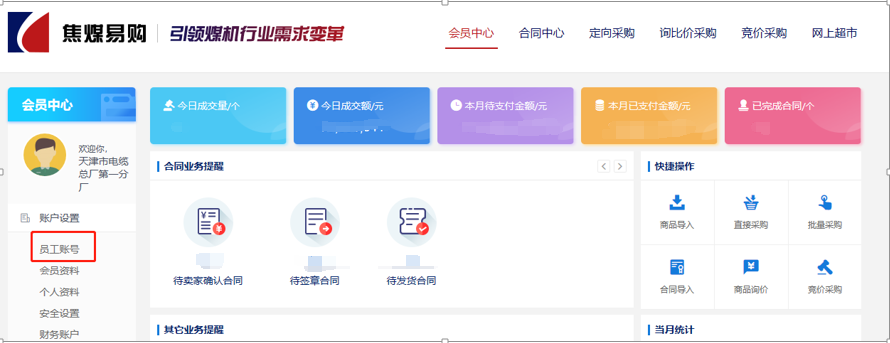 焦煤易购
引领煤机行业需求变革
会员中心 合同中心 定向采购 询比价采购 竞价采购 网上超市
会员中心
欢迎你，
天津市电缆
总厂第一分
厂
账户设置
员工账号
会员资料
个人资料
安全设置
财务账户
今日成交量/个
今日成交额/元
本月待支付金额/元
本月已支付金额/元
已完成合同/个
合同业务提醒
待卖家确认合同
待签章合同
待发货合同
其它业务提醒
快捷操作
商品导入 直接采购 批量采购
合同导入 商品询价 竞价采购
当月统计